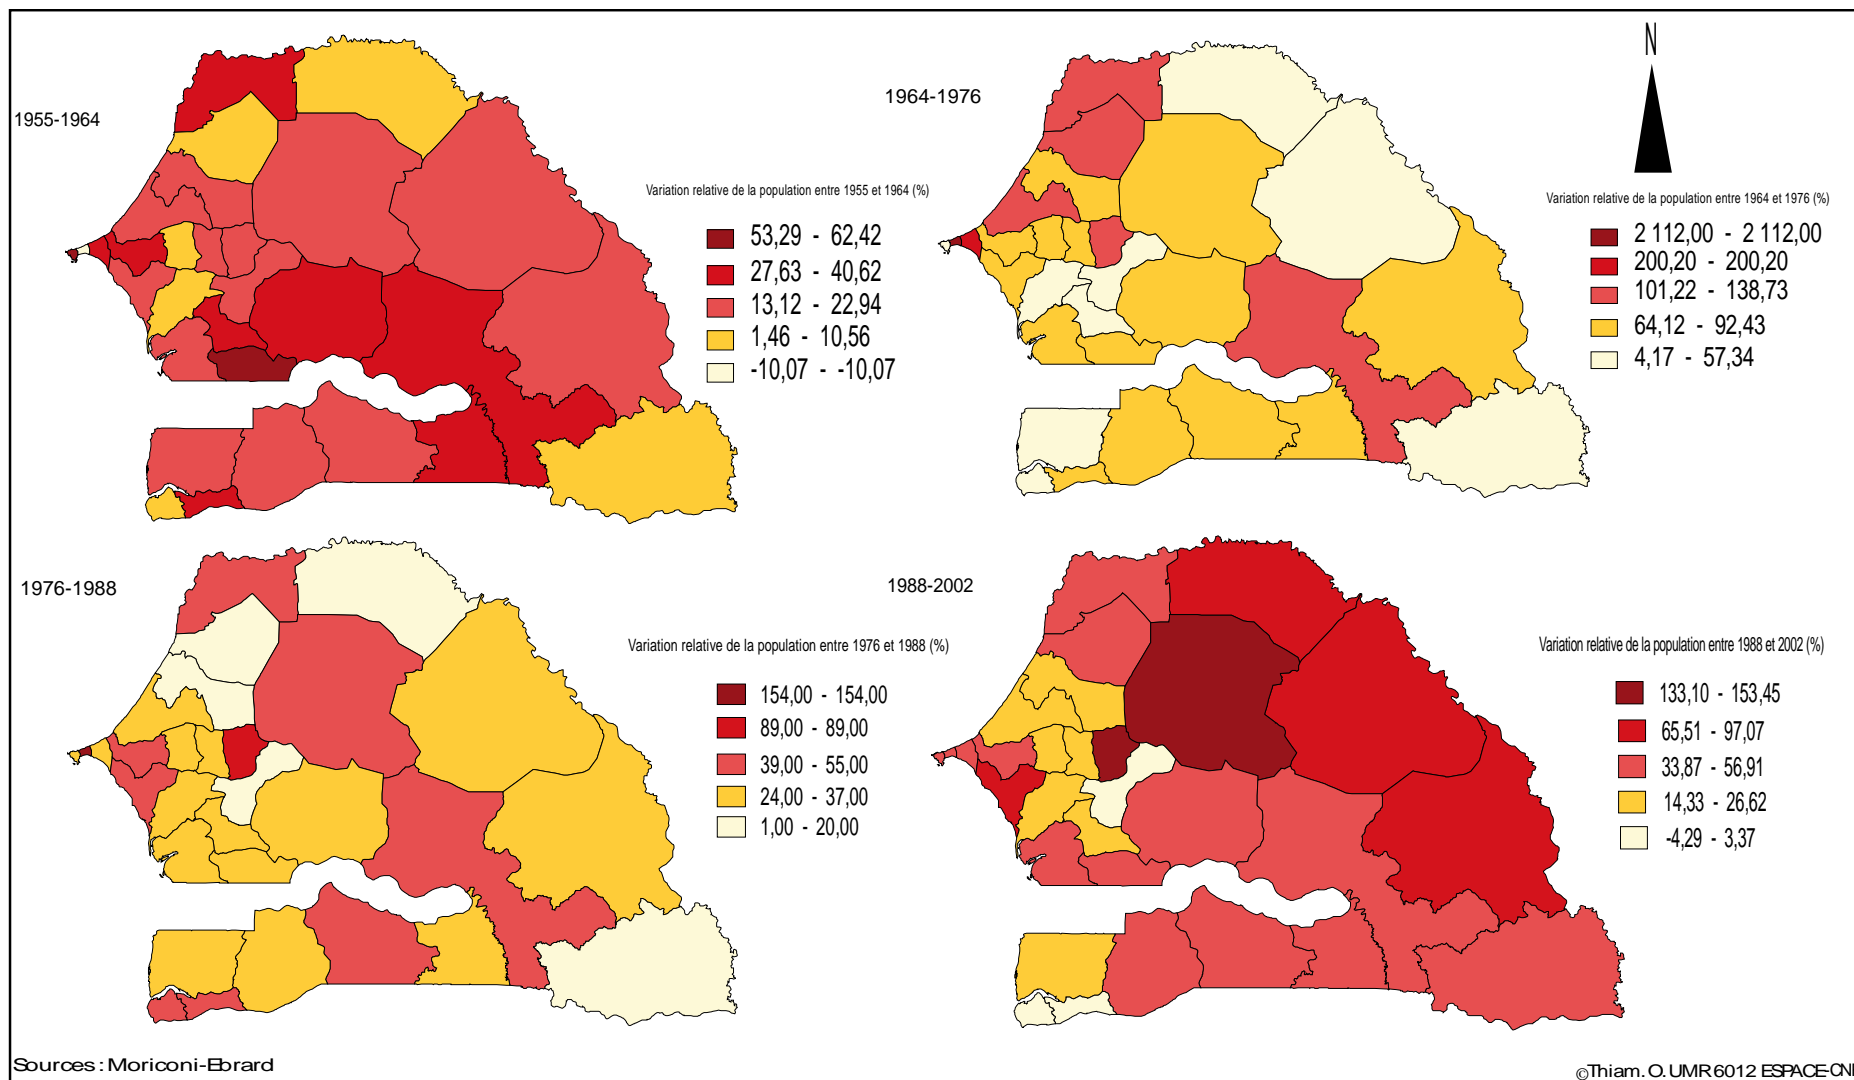 N
1955-1964
1964-1976
Variation relative de la population entre 1955 et 1964 (%)
53,29 - 62,42
27,63 - 40,62
13,12 - 22,94
1,46 - 10,56
-10,07 - -10,07
Variation relative de la population entre 1964 et 1976 (%)
2 112,00 - 2 112,00
200,20 - 200,20
101,22 - 138,73
64,12 - 92,43
4,17 - 57,34
1976-1988
1988-2002
Variation relative de la population entre 1976 et 1988 (%)
154,00 - 154,00
89,00 - 89,00
39,00 - 55,00
24,00 - 37,00
1,00 - 20,00
Variation relative de la population entre 1988 et 2002 (%)
133,10 - 153,45
65,51 - 97,07
33,87 - 56,91
14,33 - 26,62
-4,29 - 3,37
Sources : Moriconi-Ebrard
©Thiam. O. UMR 6012 ESPACE-CN